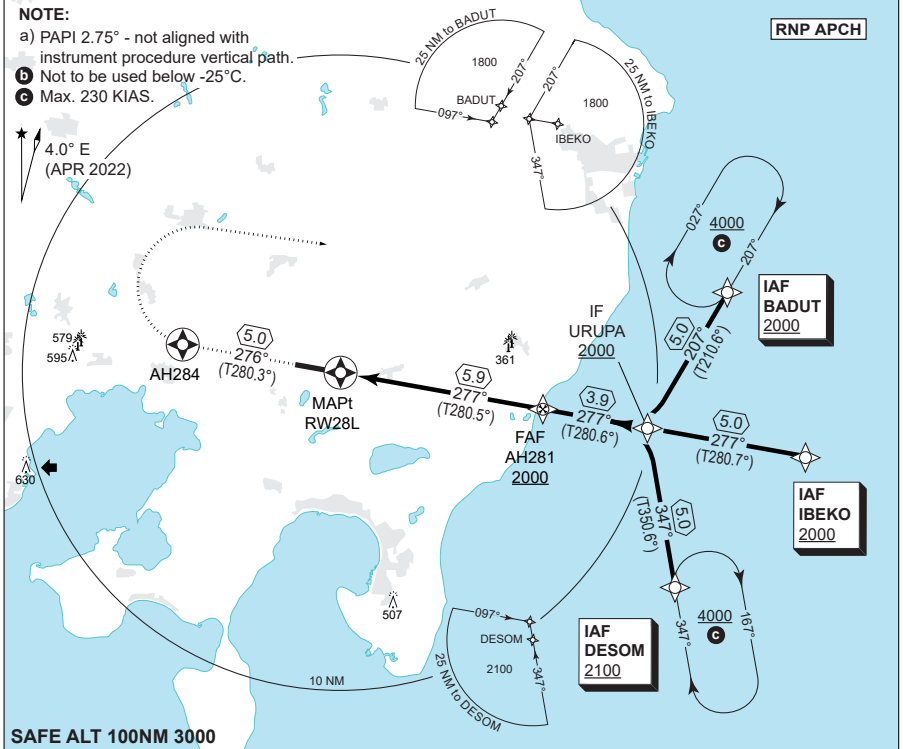 NOTE:
a) PAPI 2.75° - not aligned with
instrument procedure vertical path.
b Not to be used below -25°C.
c Max. 230 KIAS.
RNP APCH
4.0° E
(APR 2022)
25 NM to BADUT
1800
207°
BADUT
097°
25 NM to IBEKO
1800
207°
IBEKO
347°
027°
4000
c
207°
IAF
BADUT
2000
5.0
207°
(T210.6°)
IF
URUPA
2000
579
595
361
AH284
5.0
276°
(T280.3°)
MAPt
RW28L
5.9
277°
(T280.5°)
FAF
AH281
2000
3.9
277°
(T280.6°)
5.0
277°
(T280.7°)
IAF
IBEKO
2000
630
5.0
347°
(T350.6°)
507
097°
DESOM
2100
347°
25 NM to DESOM
IAF
DESOM
2100
4000
c
347°
167°
10 NM
SAFE ALT 100NM 3000